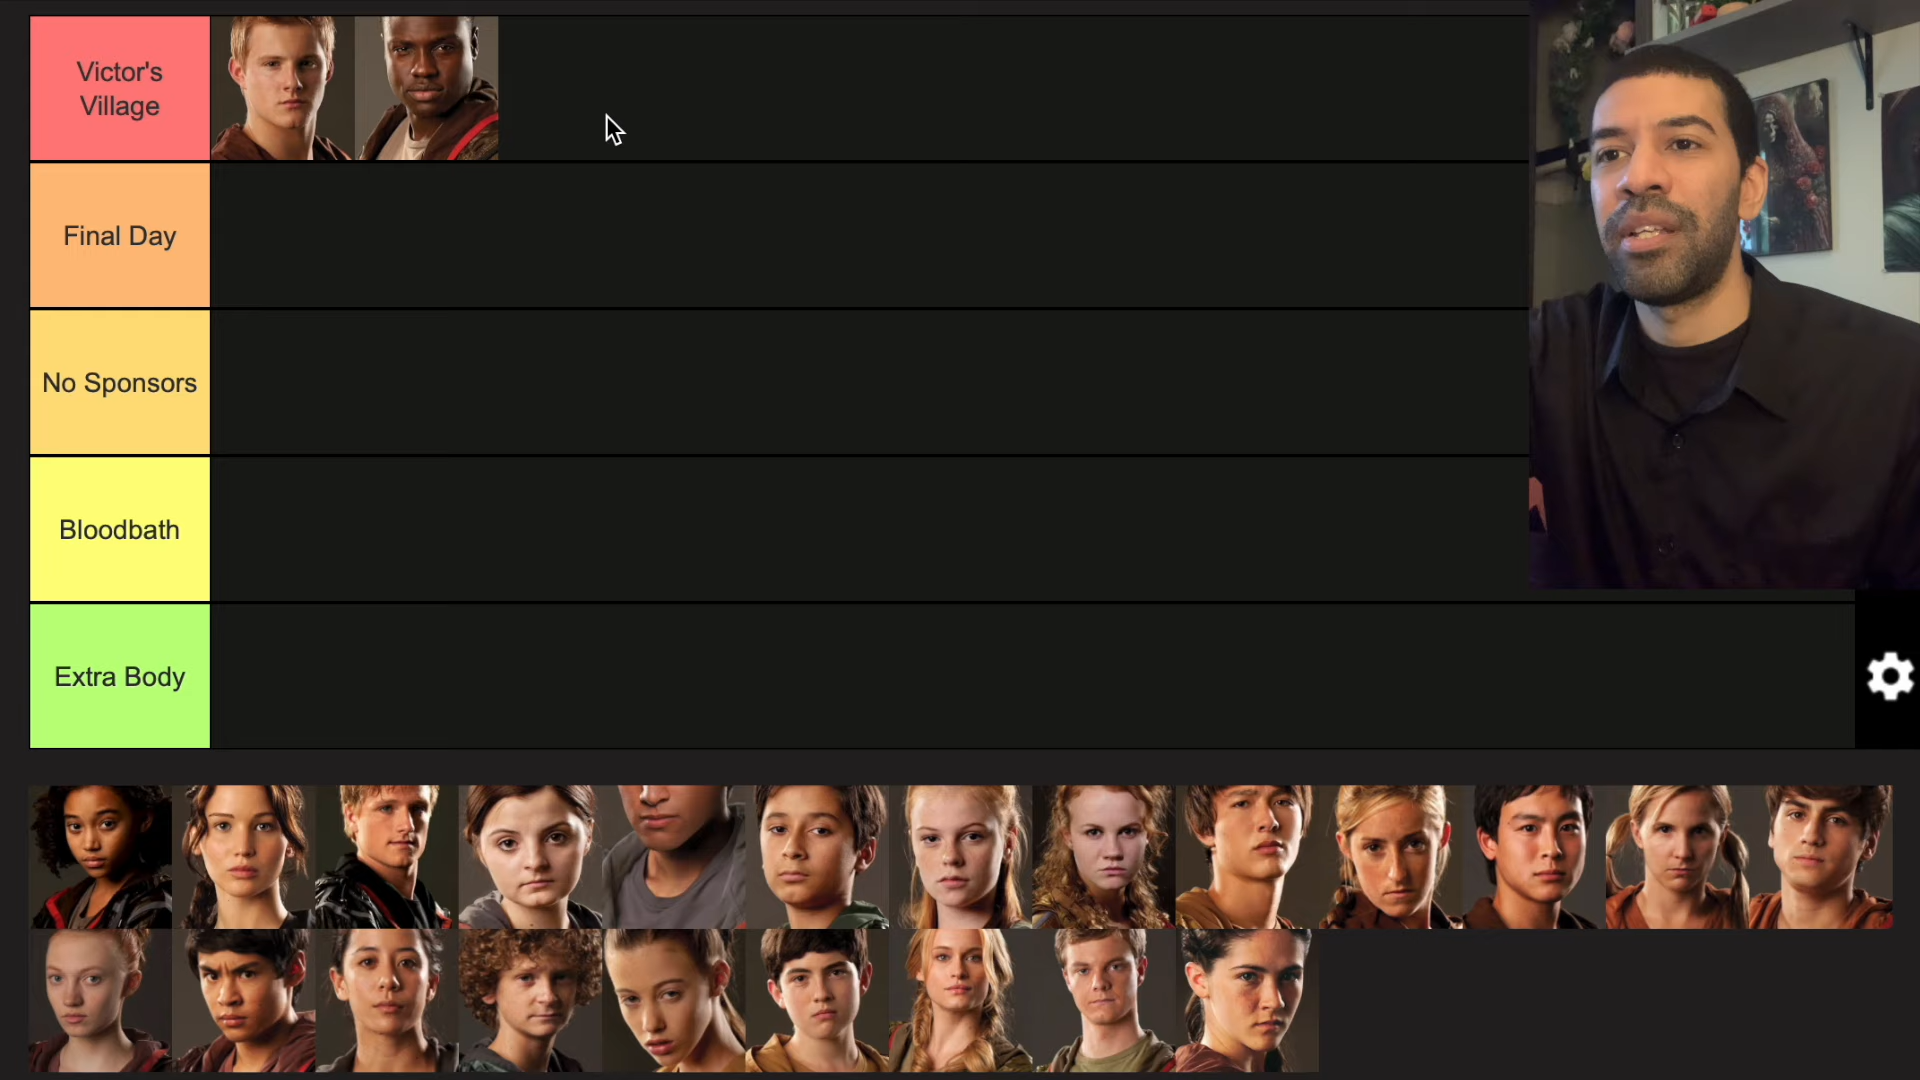 Victor's
Village
Final Day
No Sponsors
Bloodbath
Extra Body